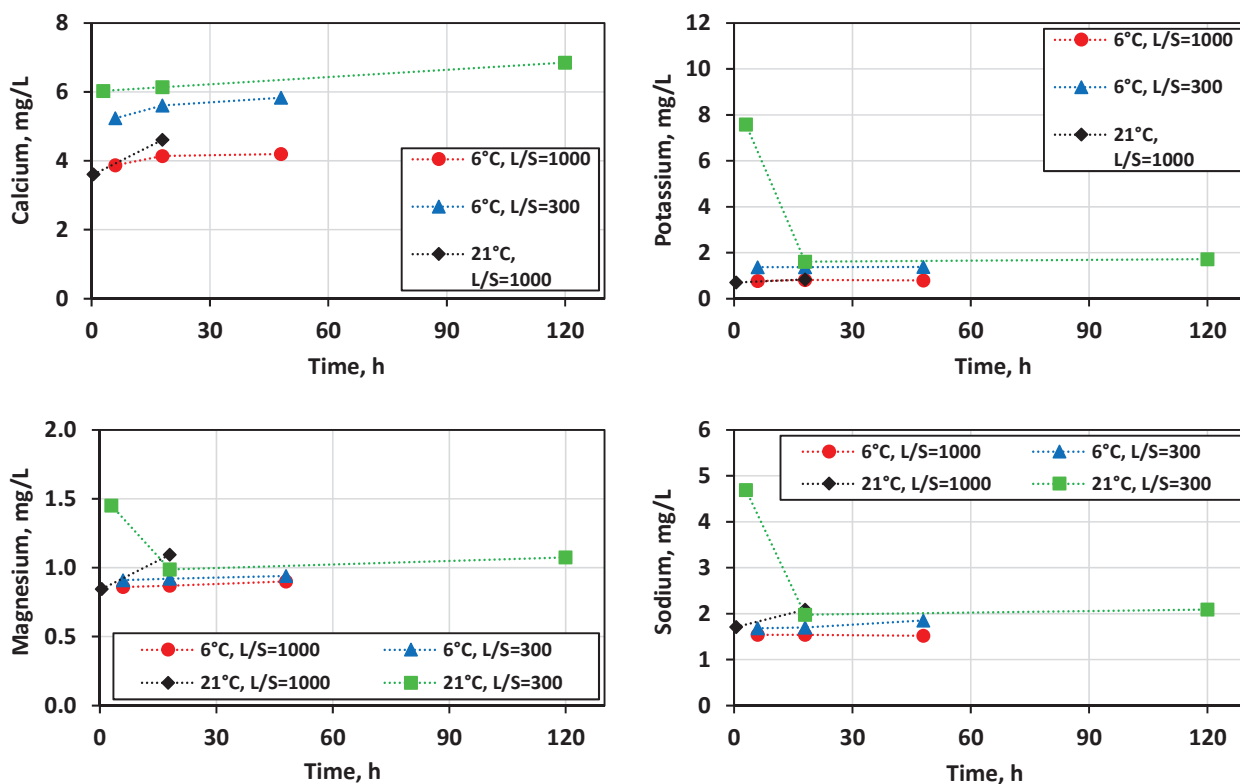 Calcium, mg/L
8
6
4
2
0
6°C, L/S=1000
6°C, L/S=300
21°C,
L/S=1000
0 30 60 90 120
Time, h
Potassium, mg/L
12
10
8
6
4
2
0
6°C, L/S=1000
6°C, L/S=300
21°C,
L/S=1000
0 30 60 90 120
Time, h
Magnesium, mg/L
2.0
1.5
1.0
0.5
0.0
6°C, L/S=1000 6°C, L/S=300
21°C, L/S=1000 21°C, L/S=300
0 30 60 90 120
Time, h
Sodium, mg/L
6
5
4
3
2
1
0
6°C, L/S=1000 6°C, L/S=300
21°C, L/S=1000 21°C, L/S=300
0 30 60 90 120
Time, h